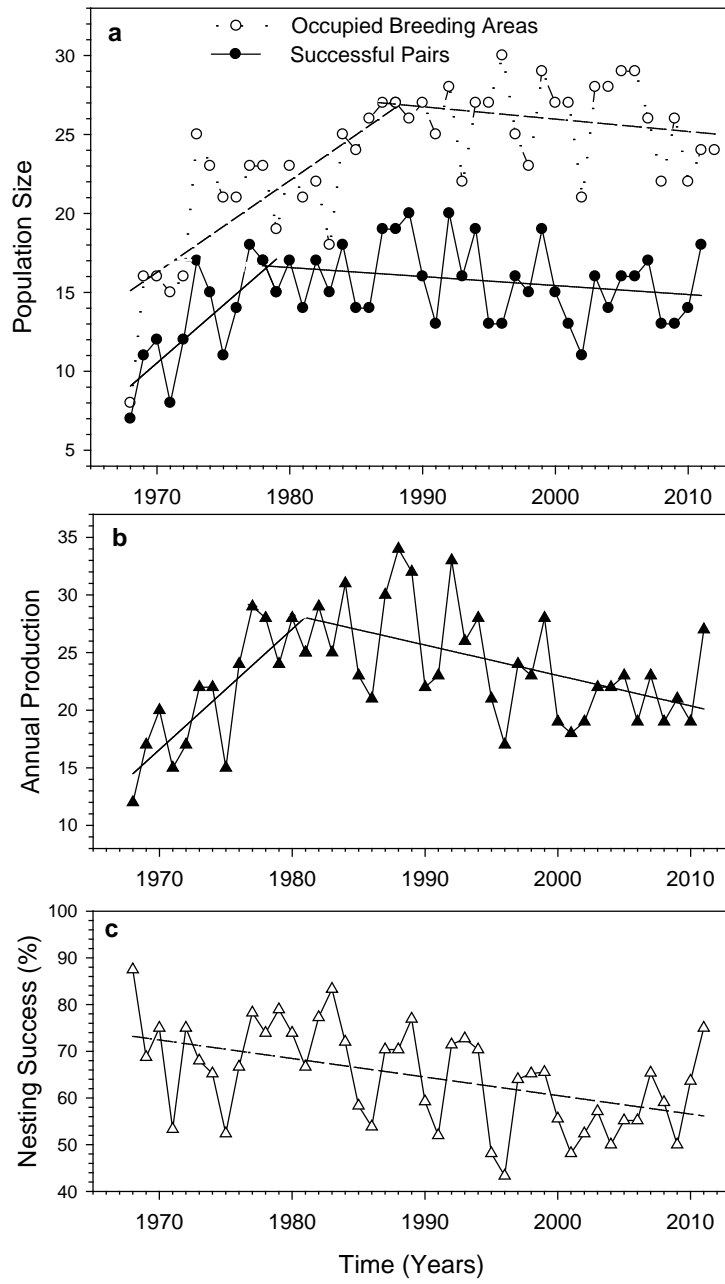 a
Occupied Breeding Areas
Successful Pairs
Population Size
30
25
20
15
10
5
1970 1980 1990 2000 2010
b
Annual Production
35
30
25
20
15
10
1970 1980 1990 2000 2010
c
Nesting Success (%)
100
90
80
70
60
50
40
1970 1980 1990 2000 2010
Time (Years)